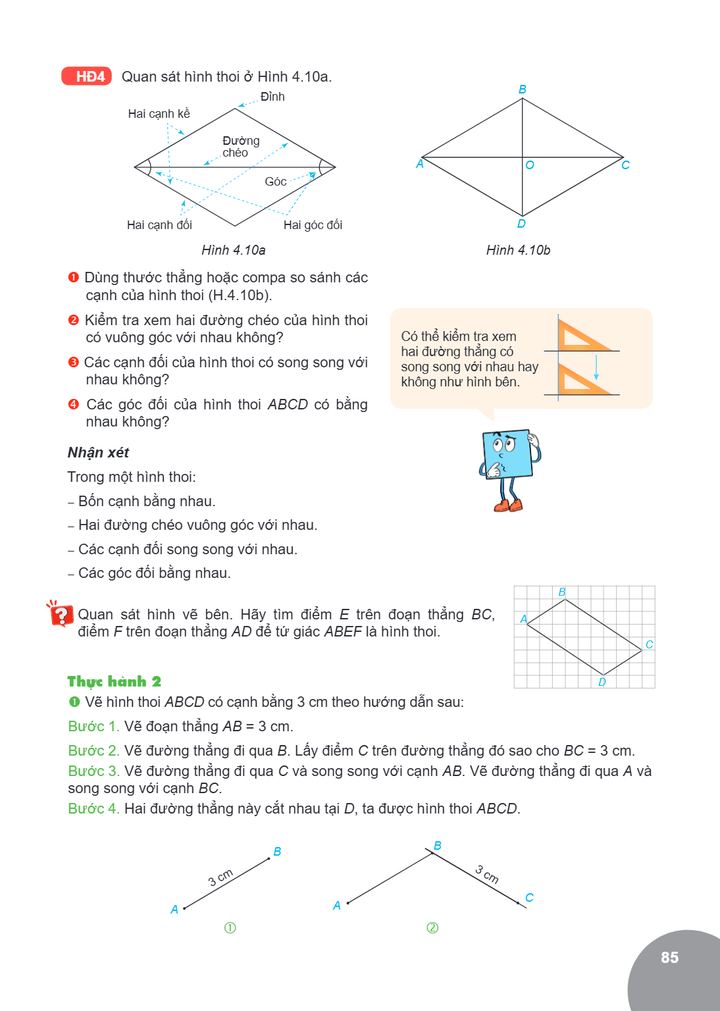 HĐ4 Quan sát hình thoi ở Hình 4.10a.
Đỉnh
Hai cạnh kề
Đường
chéo
Góc
Hai cạnh đối
Hai góc đối
Hình 4.10a
B
A
O
C
D
Hình 4.10b
1 Dùng thước thẳng hoặc compa so sánh các
cạnh của hình thoi (H.4.10b).
2 Kiểm tra xem hai đường chéo của hình thoi
có vuông góc với nhau không?
3 Các cạnh đối của hình thoi có song song với
nhau không?
4 Các góc đối của hình thoi ABCD có bằng
nhau không?
Có thể kiểm tra xem
hai đường thẳng có
song song với nhau hay
không như hình bên.
Nhận xét
Trong một hình thoi:
– Bốn cạnh bằng nhau.
– Hai đường chéo vuông góc với nhau.
– Các cạnh đối song song với nhau.
– Các góc đối bằng nhau.
? Quan sát hình vẽ bên. Hãy tìm điểm E trên đoạn thẳng BC,
điểm F trên đoạn thẳng AD để tứ giác ABEF là hình thoi.
B
A
C
D
Thực hành 2
1 Vẽ hình thoi ABCD có cạnh bằng 3 cm theo hướng dẫn sau:
Bước 1. Vẽ đoạn thẳng AB = 3 cm.
Bước 2. Vẽ đường thẳng đi qua B. Lấy điểm C trên đường thẳng đó sao cho BC = 3 cm.
Bước 3. Vẽ đường thẳng đi qua C và song song với cạnh AB. Vẽ đường thẳng đi qua A và
song song với cạnh BC.
Bước 4. Hai đường thẳng này cắt nhau tại D, ta được hình thoi ABCD.
B
3 cm
A
①
B
3 cm
C
A
②
85